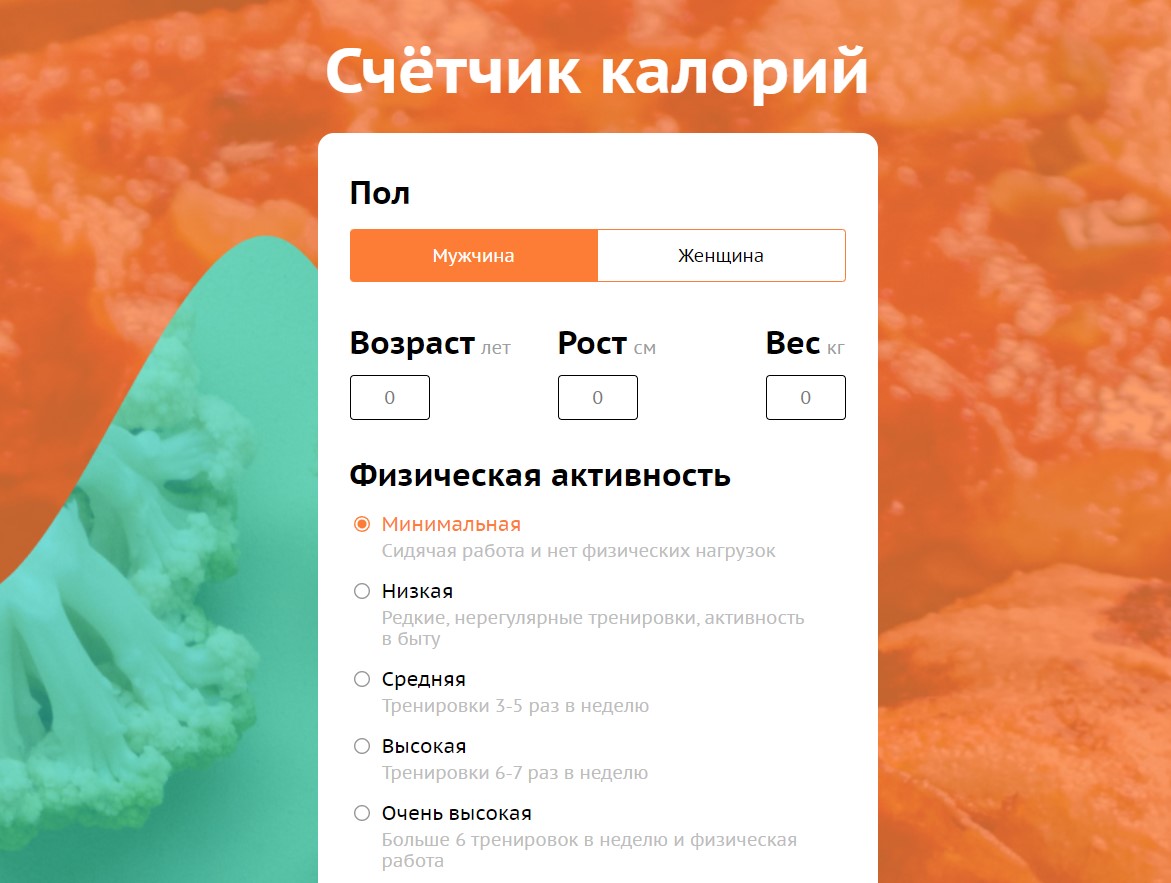 Счётчик калорий
Пол
Мужчина Женщина
Возраст лет Рост см Вес кг
0 0 0
Физическая активность
Минимальная
Сидячая работа и нет физических нагрузок
Низкая
Редкие, нерегулярные тренировки, активность
в быту
Средняя
Тренировки 3-5 раз в неделю
Высокая
Тренировки 6-7 раз в неделю
Очень высокая
Больше 6 тренировок в неделю и физическая
работа